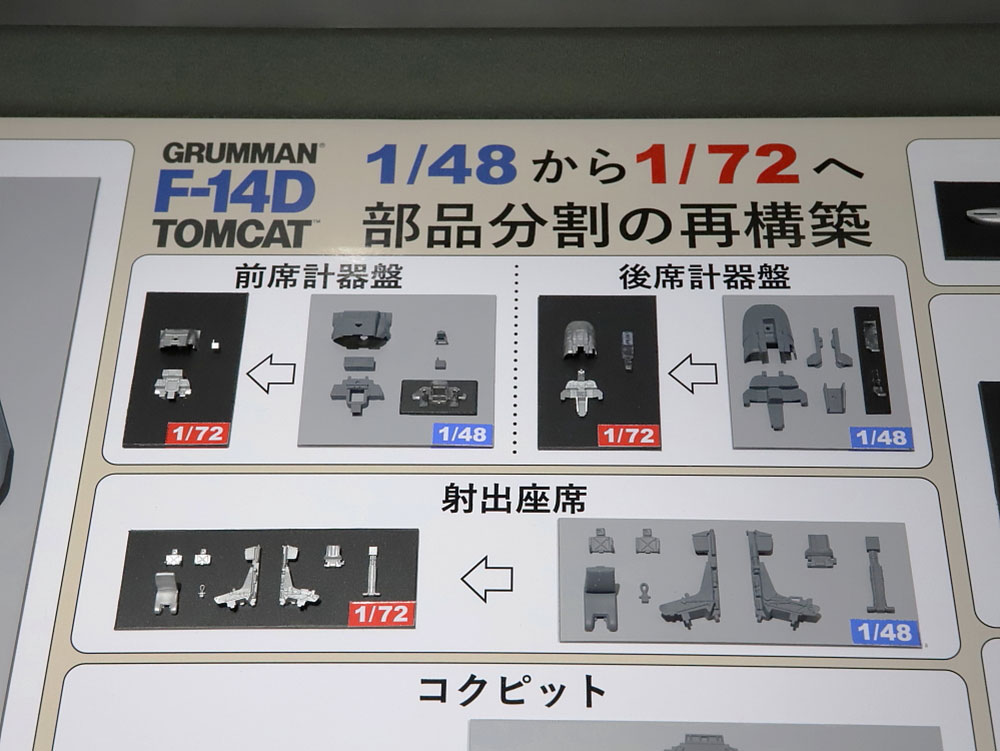 GRUMMAN®
F-14D
TOMCAT™
1/48から1/72へ
部品分割の再構築
前席計器盤
後席計器盤
1/72
1/48
1/72
1/48
射出座席
1/72
1/48
コクピット